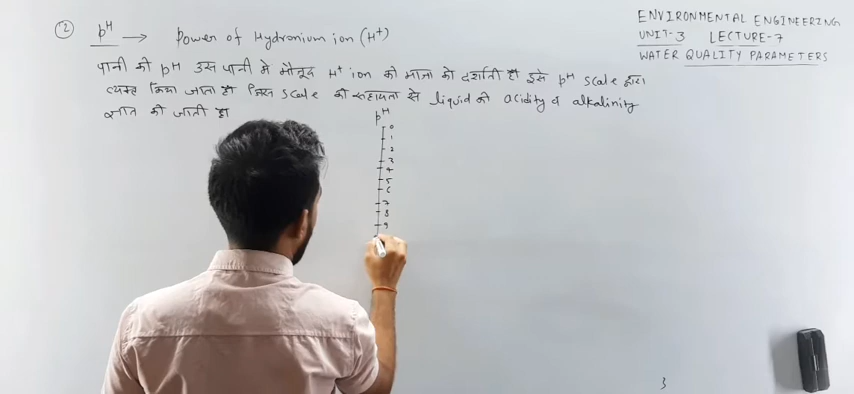 ② pH → Power of Hydronium ion (H+)
पानी की pH उस पानी मे मौजूद H+ ion की मात्रा को दर्शाती है। इसे pH scale द्वारा
व्यक्त किया जाता है। जिस scale की सहायता से liquid की acidity व alkalinity
ज्ञात की जाती है।
ENVIRONMENTAL ENGINEERING
UNIT-3 LECTURE-7
WATER QUALITY PARAMETERS
pH
0
1
2
3
4
5
6
7
8
9
3